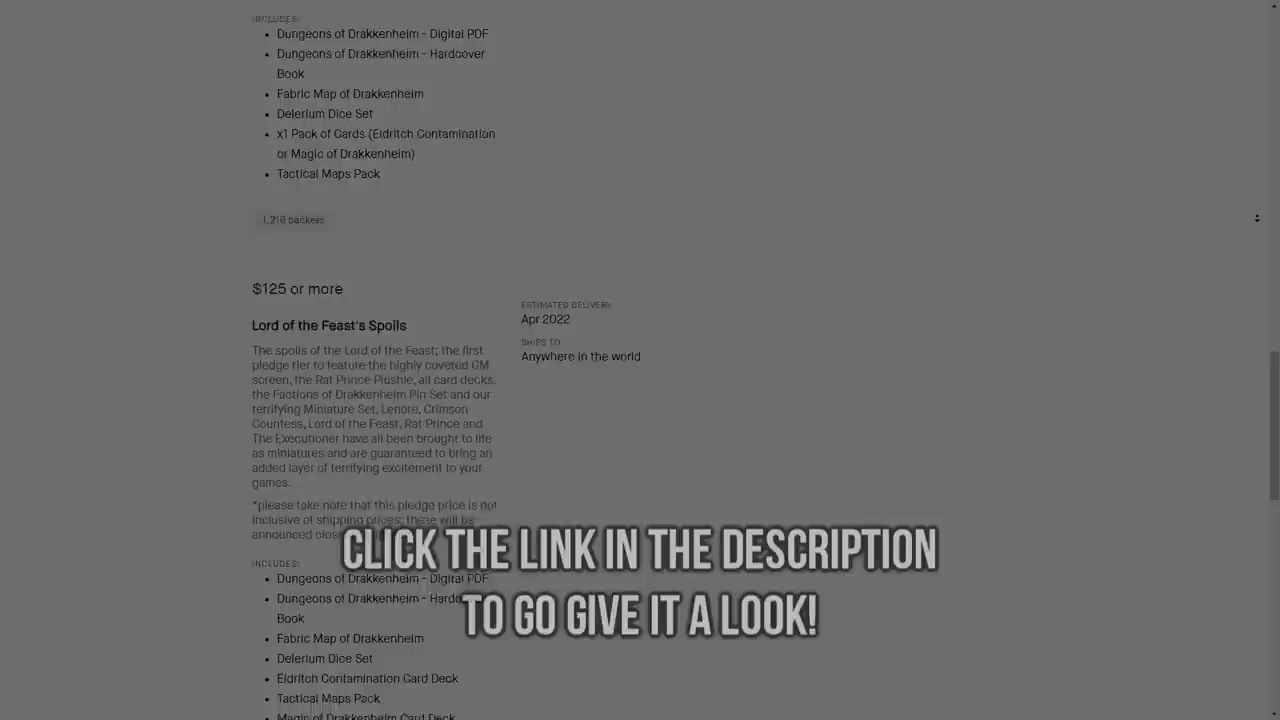 INCLUDES:
• Dungeons of Drakkenheim - Digital PDF
• Dungeons of Drakkenheim - Hardcover
Book
• Fabric Map of Drakkenheim
• Delerium Dice Set
• x1 Pack of Cards (Eldritch Contamination
or Magic of Drakkenheim)
• Tactical Maps Pack
1,218 backers
$125 or more
Lord of the Feast's Spoils
The spoils of the Lord of the Feast; the first
pledge tier to feature the highly coveted GM
screen, the Rat Prince Plushie, all card decks,
the Factions of Drakkenheim Pin Set and our
terrifying Miniature Set, Lenore, Crimson
Countess, Lord of the Feast, Rat Prince and
The Executioner have all been brought to life
as miniatures and are guaranteed to bring an
added layer of terrifying excitement to your
games.
*please take note that this pledge price is not
inclusive of shipping prices; these will be
announced
INCLUDES:
• Dungeons of Drakkenheim - Digital PDF
• Dungeons of Drakkenheim -
Book
• Fabric Map of Drakkenheim
• Delerium Dice Set
• Eldritch Contamination Card Deck
• Tactical Maps Pack
Magic of Drakkenheim Card Deck
ESTIMATED DELIVERY
Apr 2022
SHIPS TO
Anywhere in the world
CLICK THE LINK IN THE DESCRIPTION
TO GO GIVE IT A LOOK!